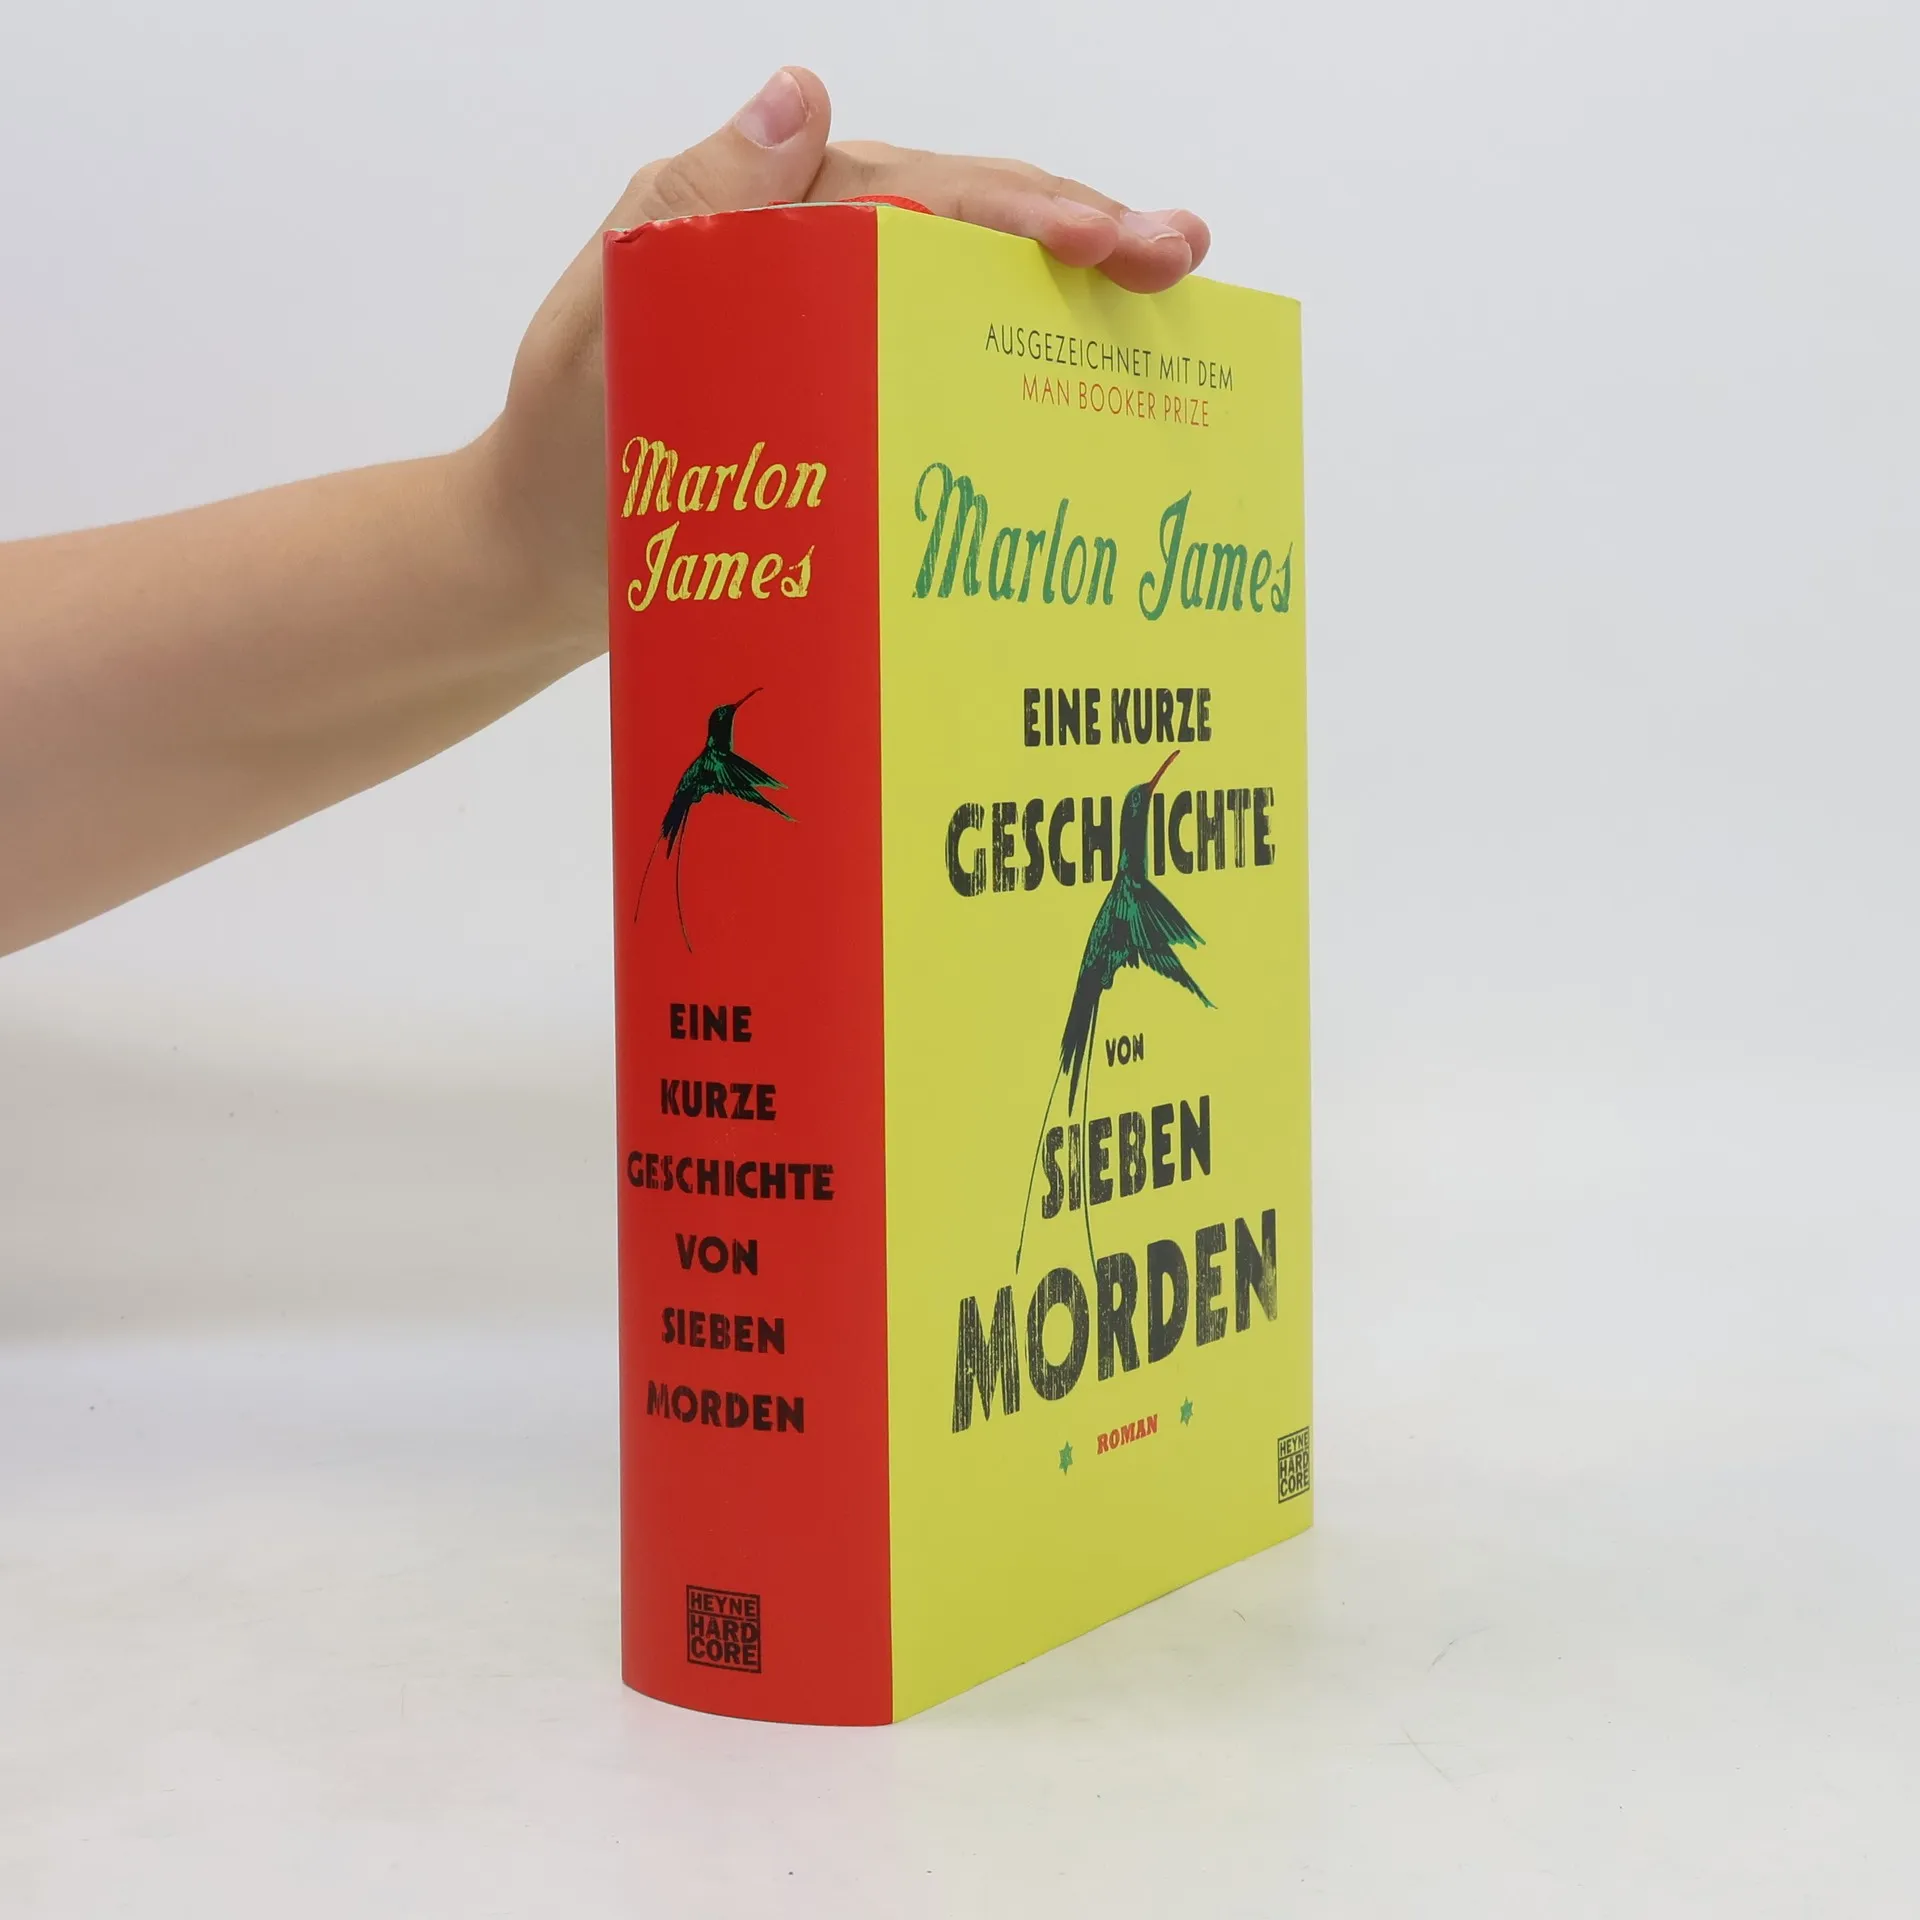 Marlon
James
EINE
KURZE
GESCHICHTE
VON
SIEBEN
MORDEN
HEYNE
HARD
CORE
AUSGEZEICHNET MIT DEM
MAN BOOKER PRIZE
Marlon James
EINE KURZE
GESCHICHTE
VON
SIEBEN
MORDEN
ROMAN
HEYNE
HARD
CORE